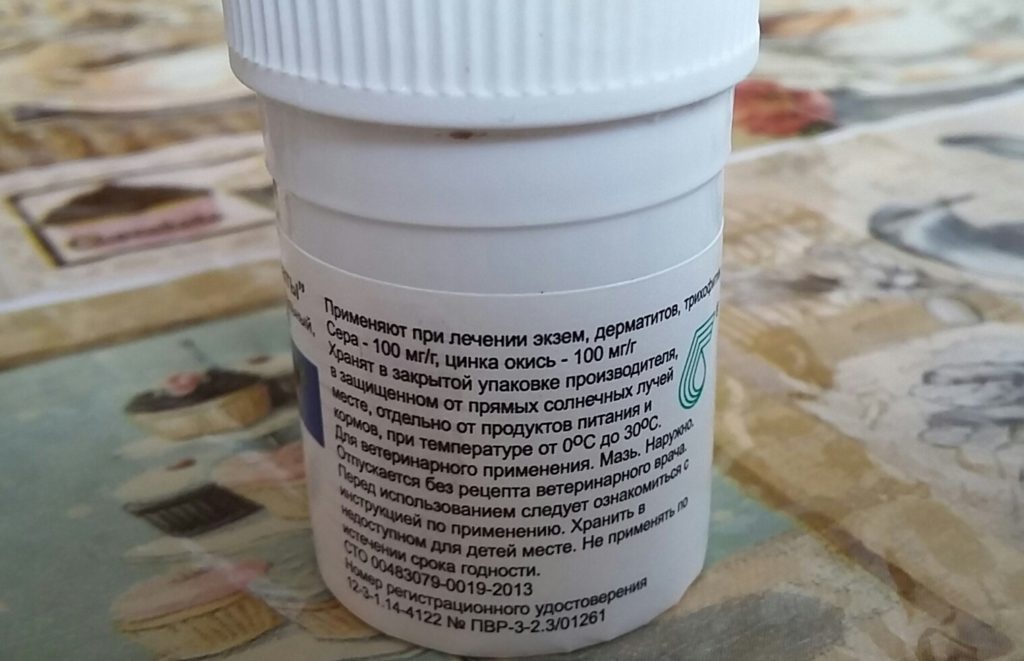 Применяют при лечении экзем, дерматитов,
Сера - 100 мг/г, цинка окись - 100 мг/г
Хранят в закрытой упаковке производителя,
в защищенном от прямых солнечных лучей
месте, отдельно от продуктов питания и
кормов, при температуре от 0ºС до 30ºС.
Для ветеринарного применения. Мазь. Наружно.
Отпускается без рецепта ветеринарного врача.
Перед использованием следует ознакомиться с
инструкцией по применению. Хранить в
недоступном для детей месте. Не применять по
истечении срока годности.
СТО 00483079-0019-2013
Номер регистрационного удостоверения
12-3-1.14-4122 № ПВР-3-2.3/01261